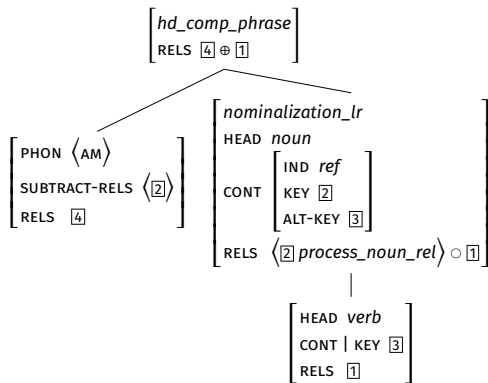 hd_comp_phrase
RELS 4 ⊕ 1
PHON ⟨AM⟩
SUBTRACT-RELS ⟨2⟩
RELS 4
nominalization_lr
HEAD noun
CONT
IND ref
KEY 2
ALT-KEY 3
RELS ⟨2 process_noun_rel⟩ ○ 1
HEAD verb
CONT | KEY 3
RELS 1